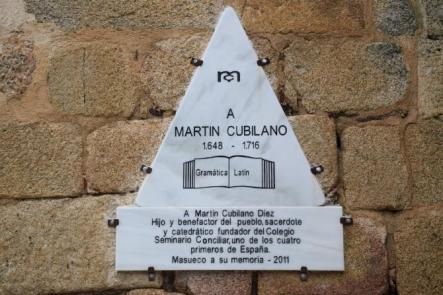 A
MARTIN CUBILANO
1.648 - 1.716
Gramática Latín
A Martín Cubilano Díez
Hijo y benefactor del pueblo, sacerdote
y catedrático fundador del Colegio
Seminario Conciliar, uno de los cuatro
primeros de España.
Masueco a su memoria - 2011